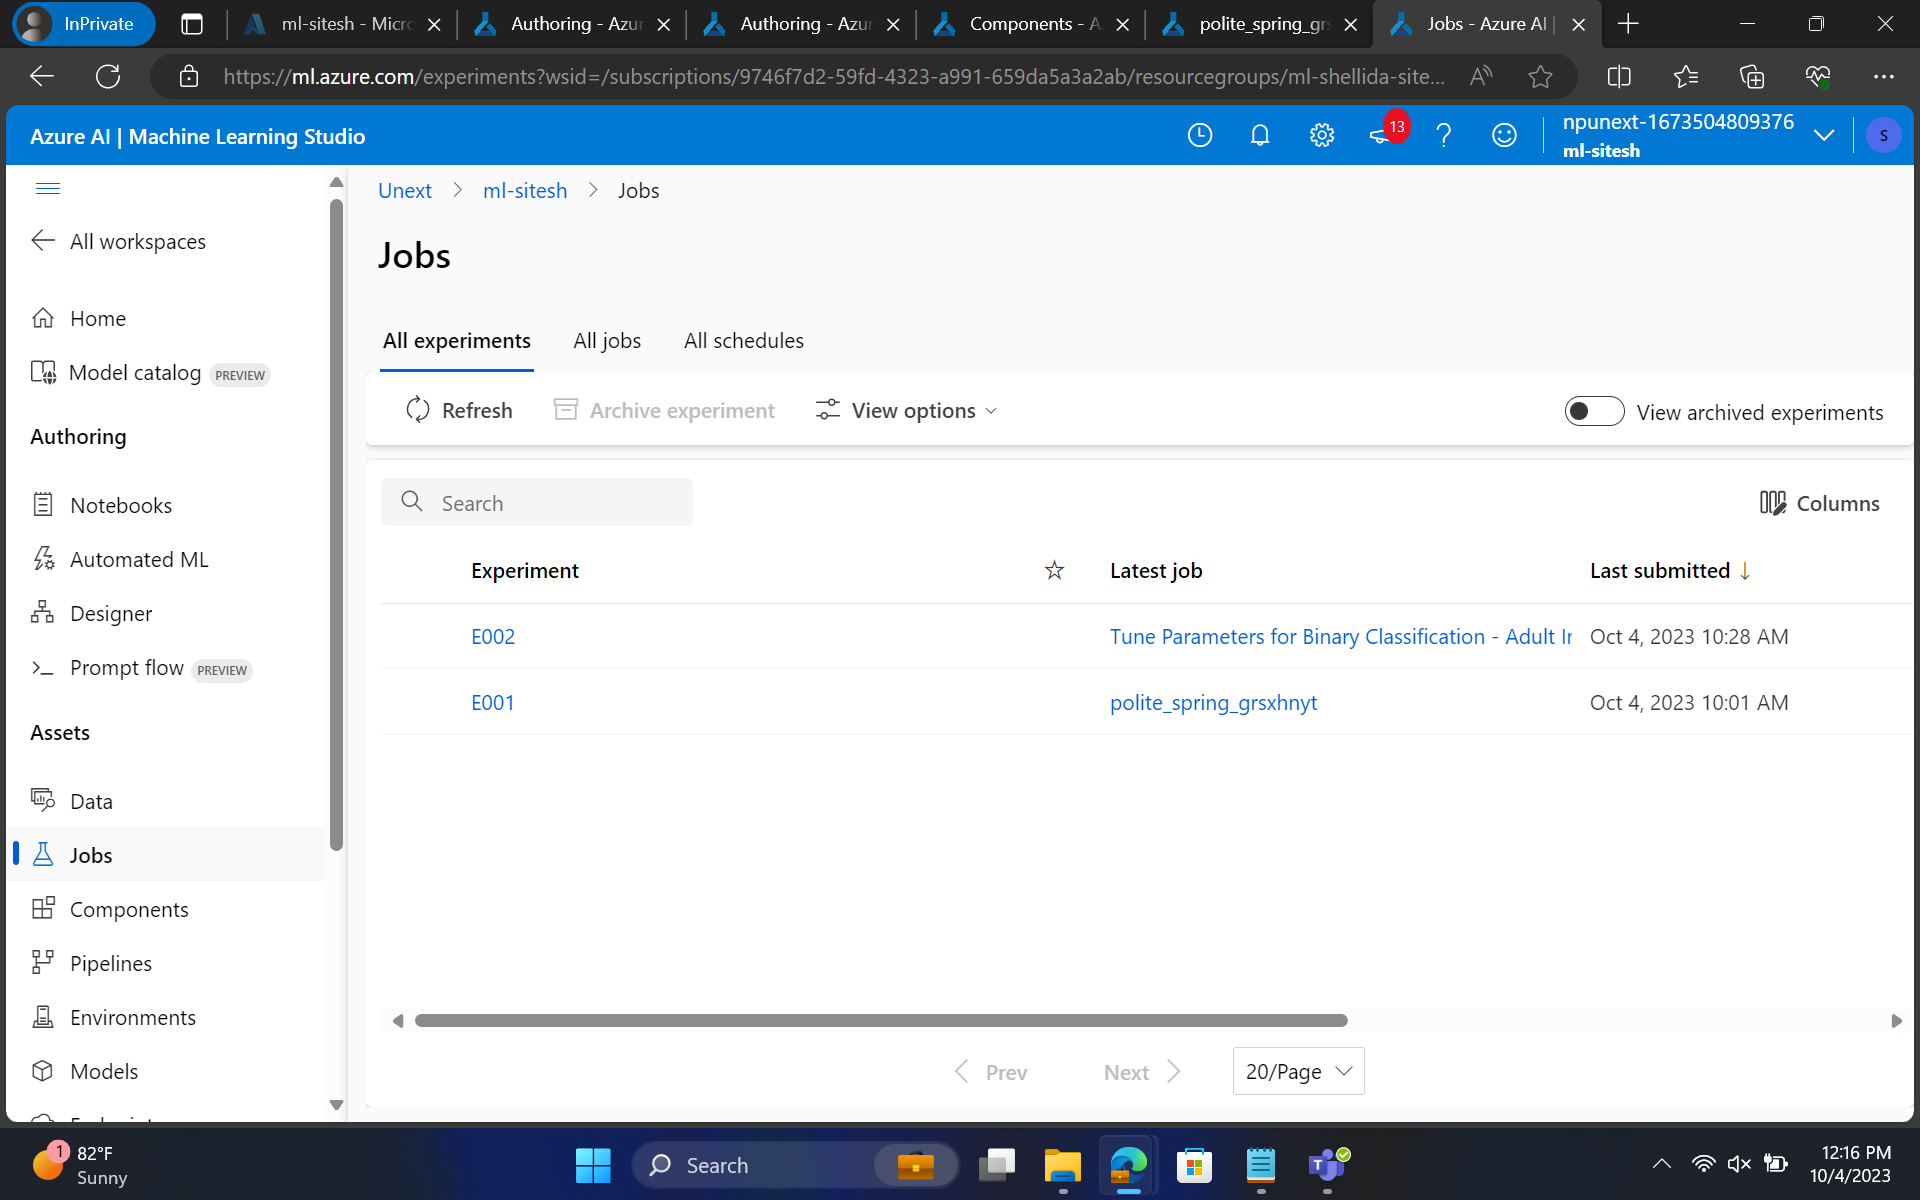 InPrivate
ml-sitesh - Micro
Authoring - Azur
Authoring - Azur
Components - A
polite_spring_grs
Jobs - Azure AI |
https://ml.azure.com/experiments?wsid=/subscriptions/9746f7d2-59fd-4323-a991-659da5a3a2ab/resourcegroups/ml-shellida-site...
Azure AI | Machine Learning Studio
13
npunext-1673504809376
ml-sitesh
S
All workspaces
Home
Model catalog PREVIEW
Authoring
Notebooks
Automated ML
Designer
Prompt flow PREVIEW
Assets
Data
Jobs
Components
Pipelines
Environments
Models
Unext > ml-sitesh > Jobs
Jobs
All experiments All jobs All schedules
Refresh Archive experiment View options
View archived experiments
Search
Columns
Experiment Latest job Last submitted ↓
E002 Tune Parameters for Binary Classification - Adult In Oct 4, 2023 10:28 AM
E001 polite_spring_grsxhnyt Oct 4, 2023 10:01 AM
Prev Next 20/Page
1
82°F
Sunny
Search
12:16 PM
10/4/2023